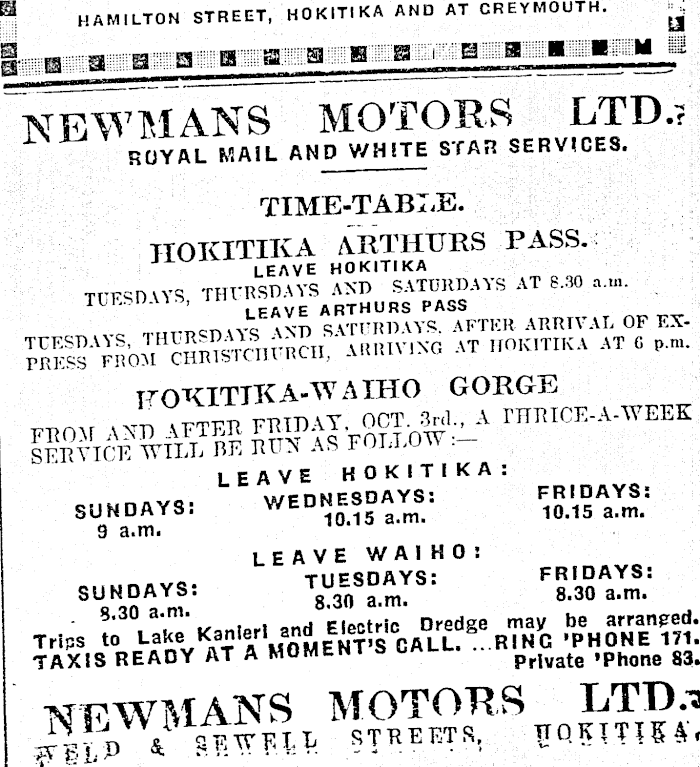 HAMILTON STREET, HOKITIKA AND AT GREYMOUTH.
NEWMANS MOTORS LTD.
ROYAL MAIL AND WHITE STAR SERVICES.
TIME-TABLE.
HOKITIKA ARTHURS PASS.
LEAVE HOKITIKA
TUESDAYS, THURSDAYS AND SATURDAYS AT 8.30 a.m.
LEAVE ARTHURS PASS
TUESDAYS, THURSDAYS AND SATURDAYS, AFTER ARRIVAL OF EX-
PRESS FROM CHRISTCHURCH, ARRIVING AT HOKITIKA AT 6 p.m.
HOKITIKA-WAIHO GORGE
FROM AND AFTER FRIDAY, OCT. 3rd., A THRICE-A-WEEK
SERVICE WILL BE RUN AS FOLLOW:—
LEAVE HOKITIKA:
SUNDAYS: WEDNESDAYS: FRIDAYS:
9 a.m. 10.15 a.m. 10.15 a.m.
LEAVE WAIHO:
SUNDAYS: TUESDAYS: FRIDAYS:
8.30 a.m. 8.30 a.m. 8.30 a.m.
Trips to Lake Kanieri and Electric Dredge may be arranged.
TAXIS READY AT A MOMENT'S CALL. ...RING 'PHONE 171.
Private 'Phone 83.
NEWMANS MOTORS LTD.
WELD & SEWELL STREETS, HOKITIKA.